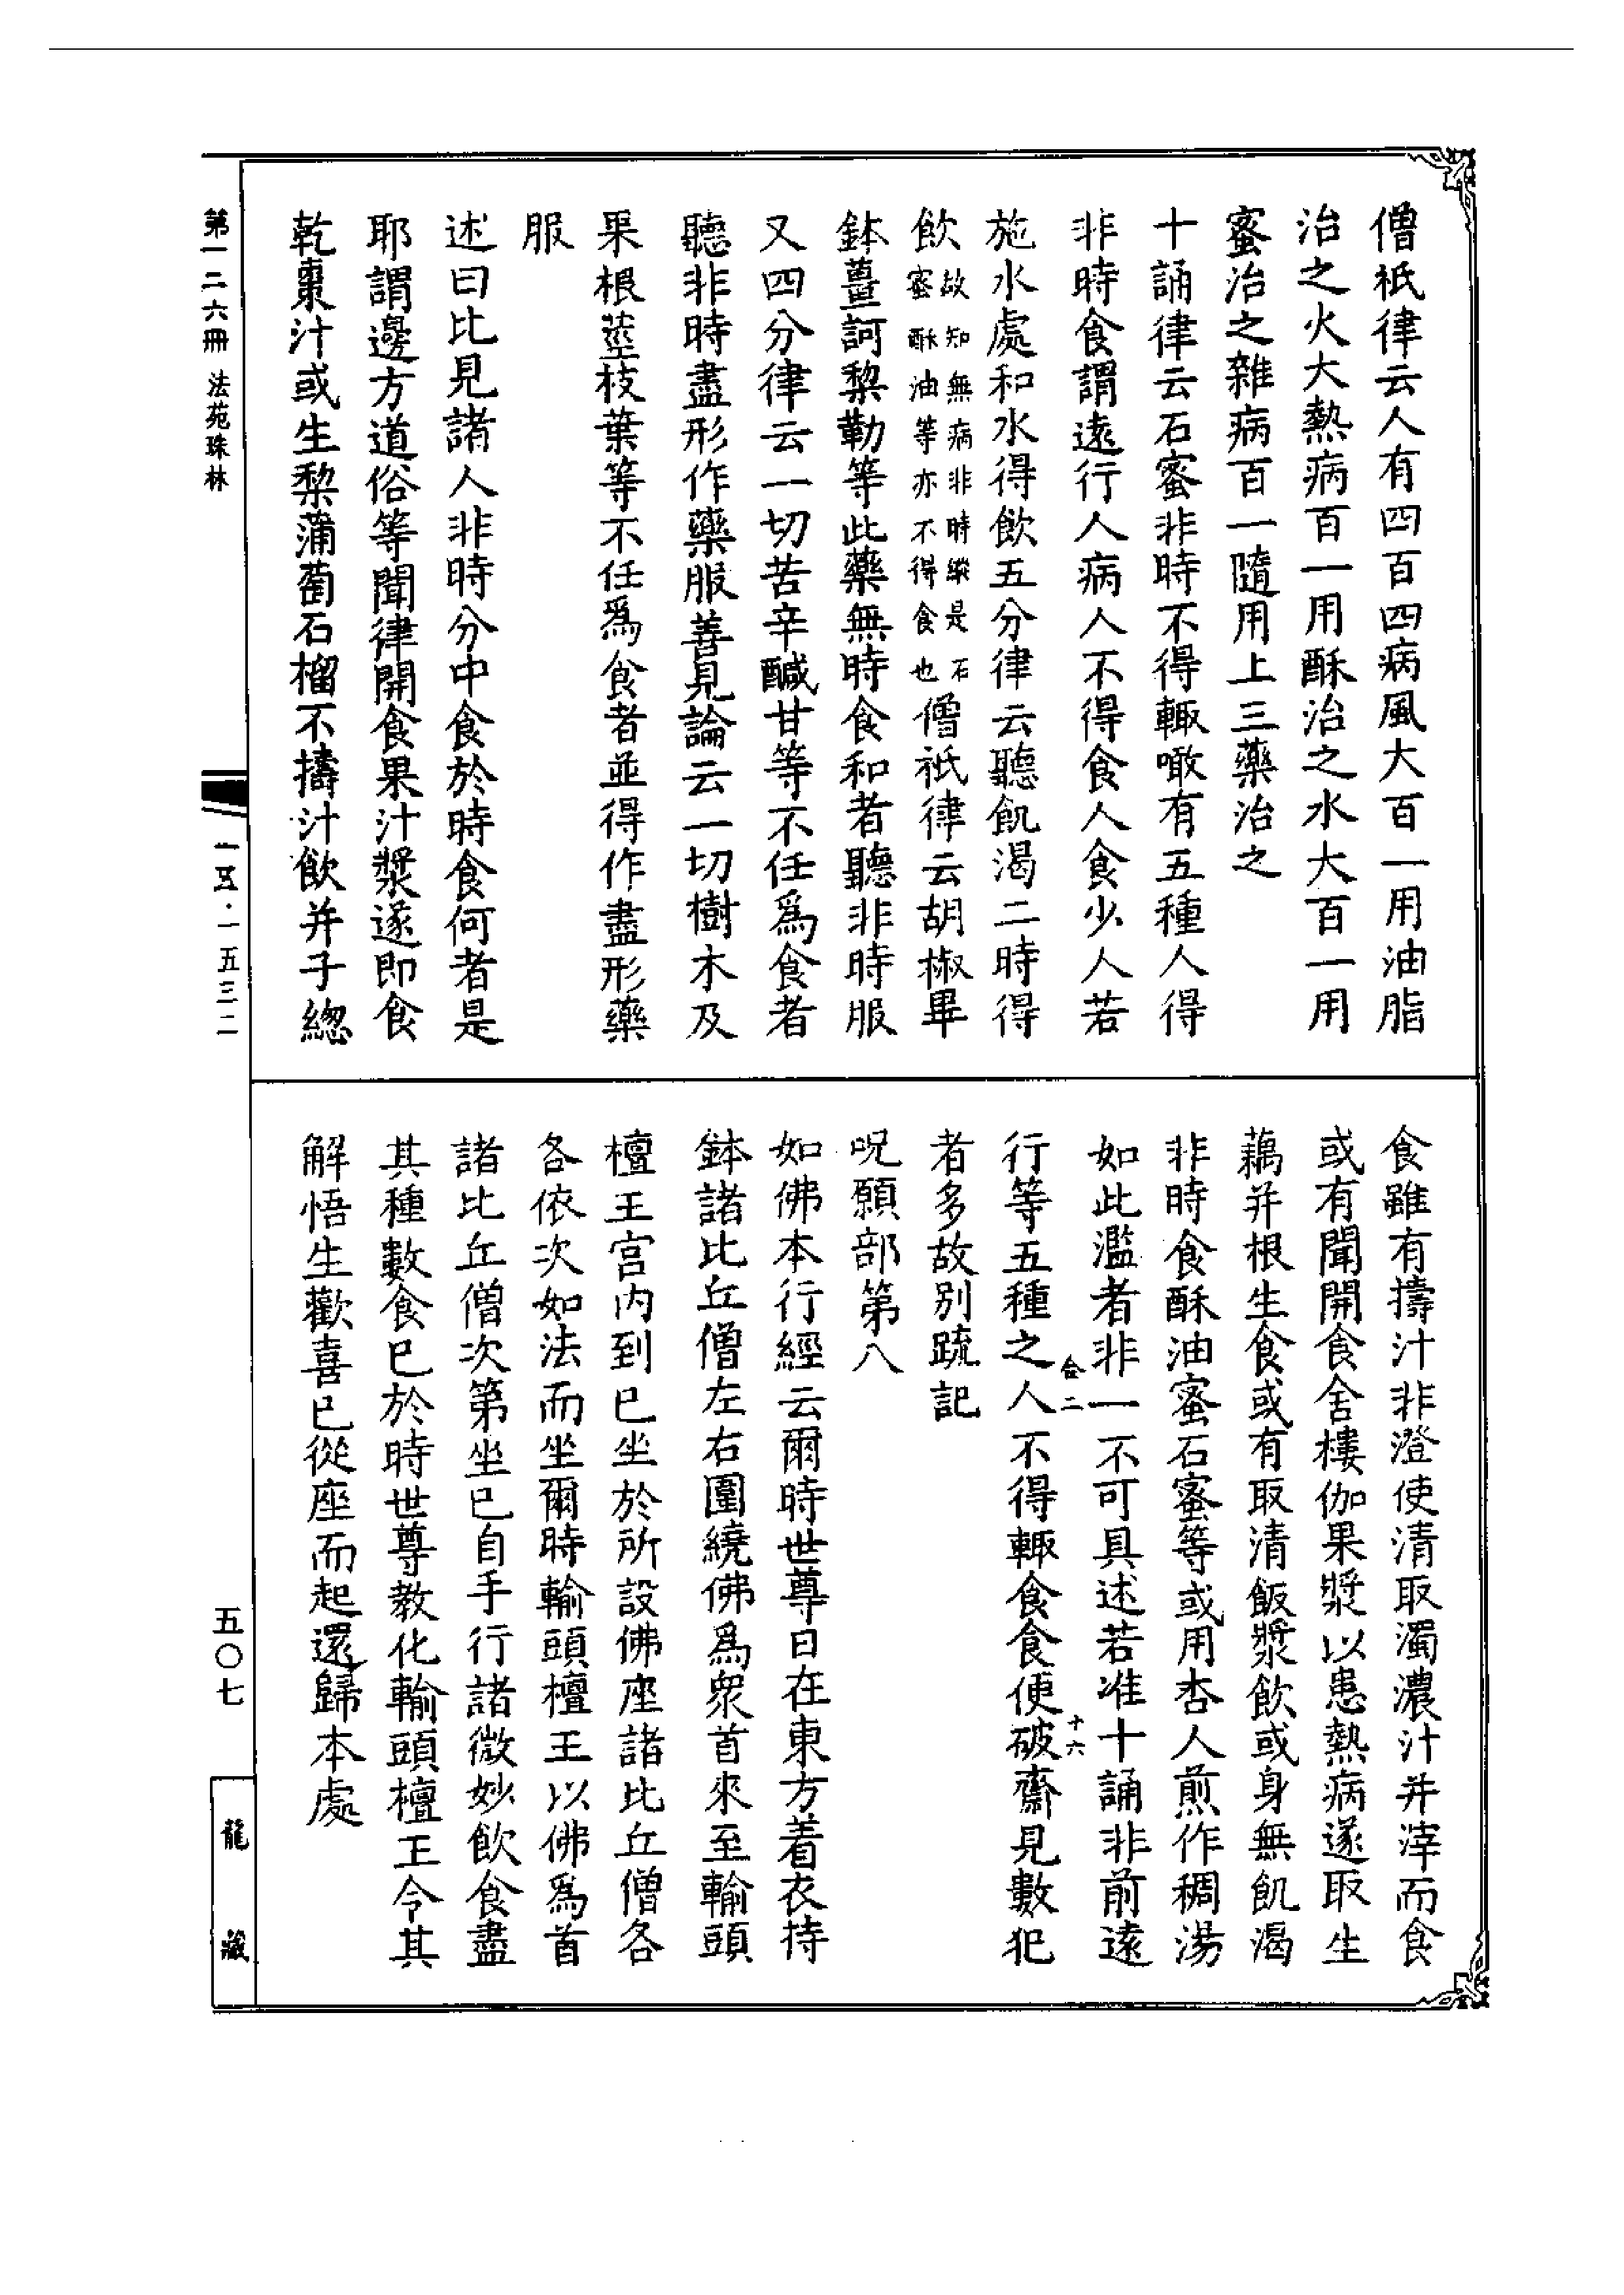 僧祇律云人有四百四病風大百一用油脂
治之火大熱病百一用酥治之水大百一用
蜜治之雜病百一隨用上三藥治之
十誦律云石蜜非時不得輙噉有五種人得
非時食謂遠行人病人不得食人食少人若
施水處和水得飲五分律云聽飢渴二時得
飲故知無病非時縱是石蜜酥油等亦不得食也僧祇律云胡椒畢
鉢薑訶棃勒等此藥無時食和者聽非時服
又四分律云一切苦辛醎甘等不任爲食者
聽非時盡形作藥服善見論云一切樹木及
果根莖枝葉等不任爲食者並得作盡形藥
服
述曰比見諸人非時分中食於時食何者是
耶謂邊方道俗等聞律開食果汁漿遂即食
乾棗汁或生棃蒲萄石榴不擣汁飲并子總
食雖有擣汁非澄使清取濁濃汁并滓而食
或有聞開食舍樓伽果漿以患熱病遂取生
藕并根生食或有取清飯漿飲或身無飢渴
非時食酥油蜜石蜜等或用杏人煎作稠湯
如此濫者非一不可具述若准十誦非前遠
行等五種之人不得輙食食便破齋見數犯
者多故別疏記
呪願部第八
如佛本行經云爾時世尊日在東方着衣持
鉢諸比丘僧左右圍繞佛爲衆首來至輸頭
檀王宮内到已坐於所設佛座諸比丘僧各
各依次如法而坐爾時輸頭檀王以佛爲首
諸比丘僧次第坐已自手行諸微妙飲食盡
其種數食已於時世尊教化輸頭檀王令其
解悟生歡喜已從座而起還歸本處
合二
十六
第一二六冊 法苑珠林
一五·一五三二
五〇七
龍藏